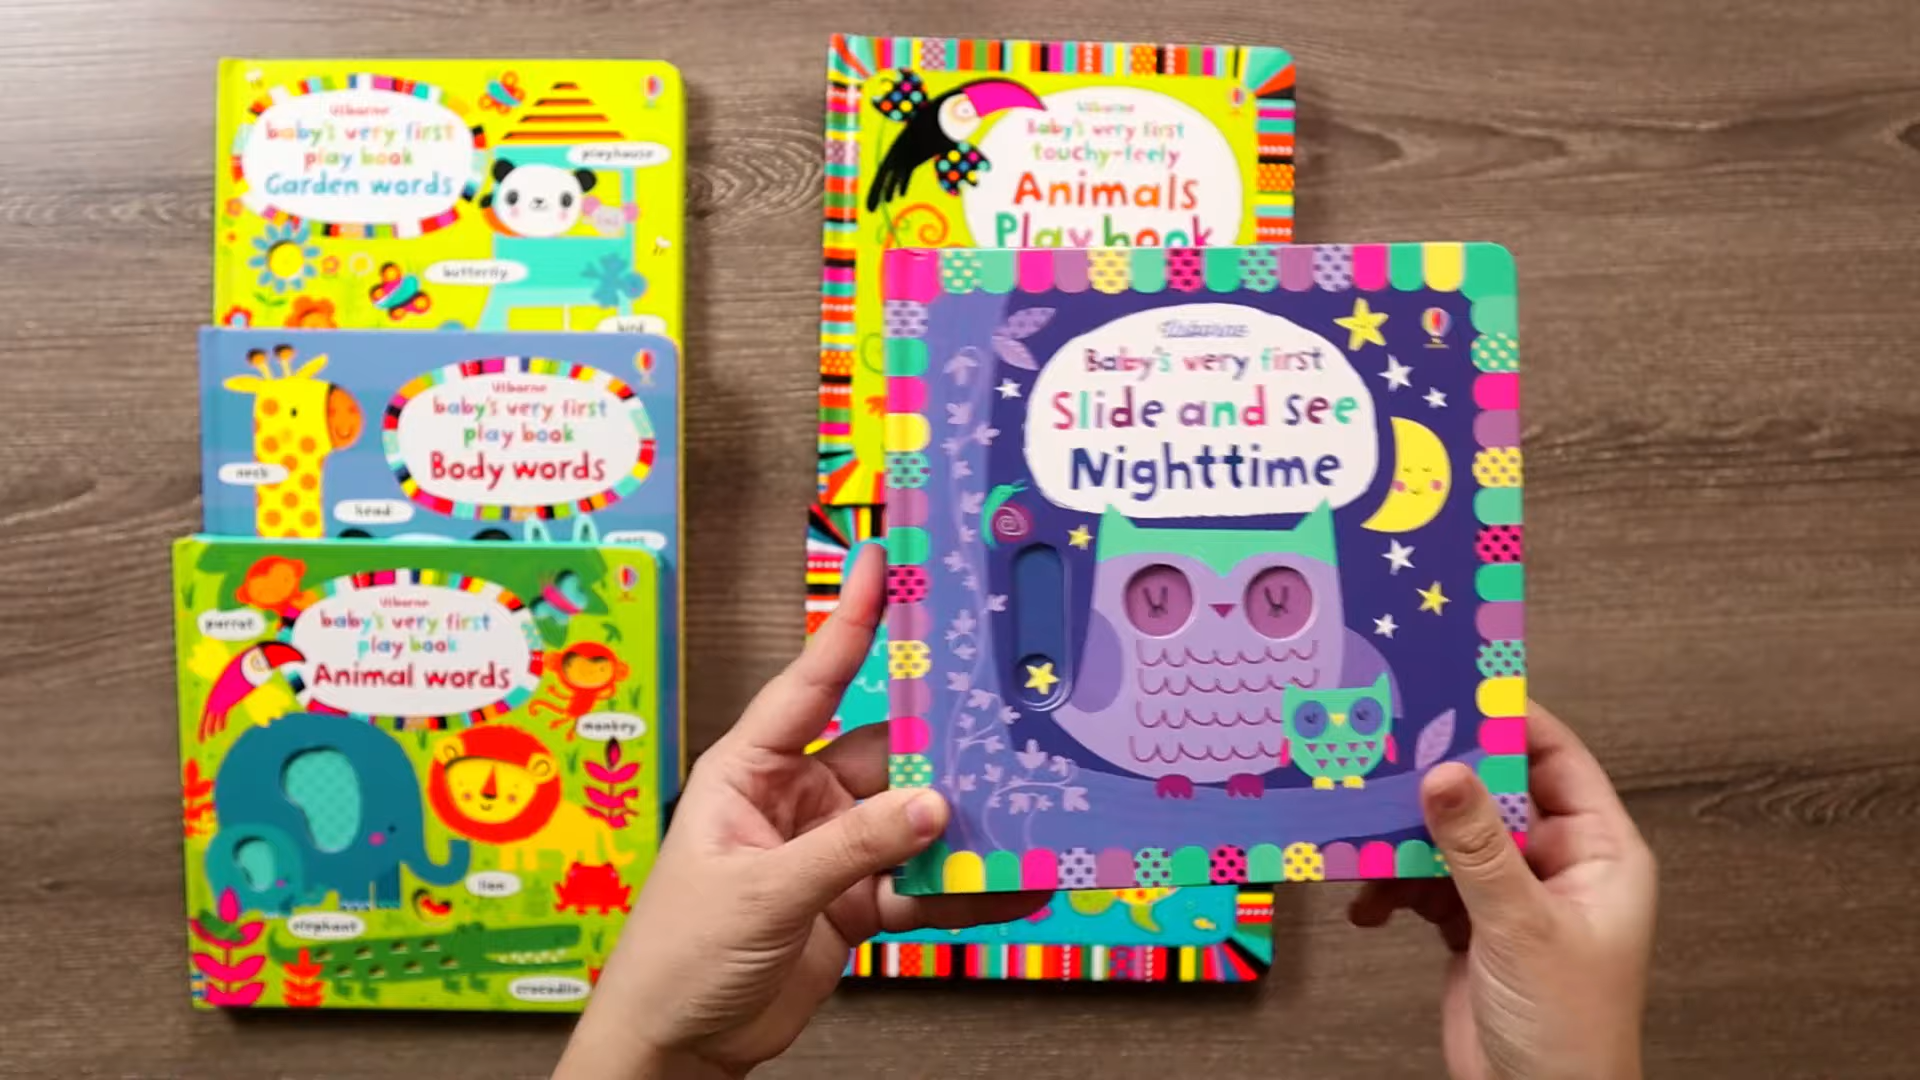 Usborne
baby's very first
play book
Garden words
playhouse
butterfly
bird
Usborne
baby's very first
play book
Body words
neck
head
ears
Usborne
baby's very first
play book
Animal words
parrot
monkey
lion
elephant
crocodile
Usborne
Baby's very first
touchy-feely
Animals
Playbook
Usborne
Baby's very first
Slide and see
Nighttime